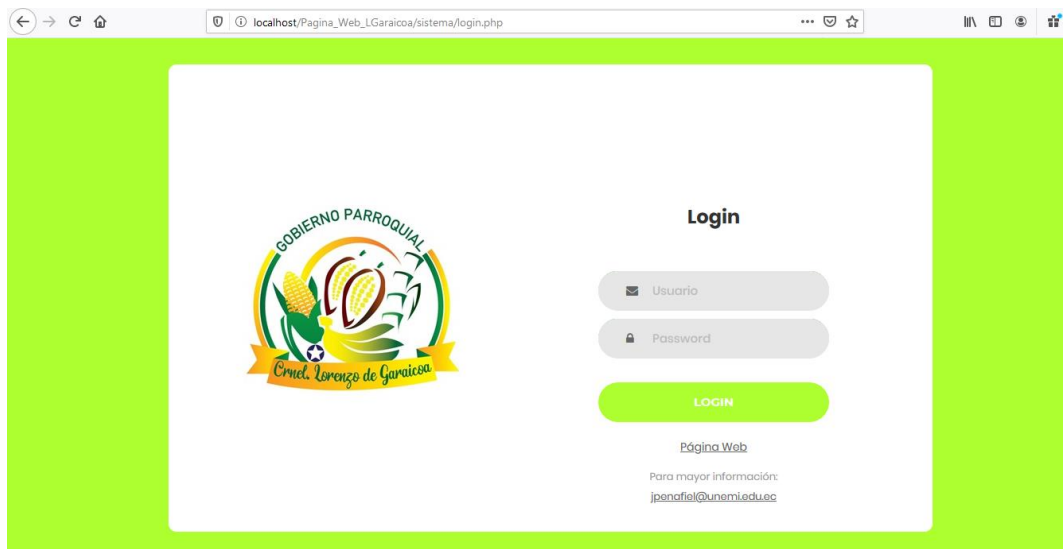 localhost/Pagina_Web_LGaraicoa/sistema/login.php
GOBIERNO PARROQUIAL
Crnel. Lorenzo de Garaicoa
Login
Usuario
Password
LOGIN
Página Web
Para mayor información:
jpenafiel@unemi.edu.ec